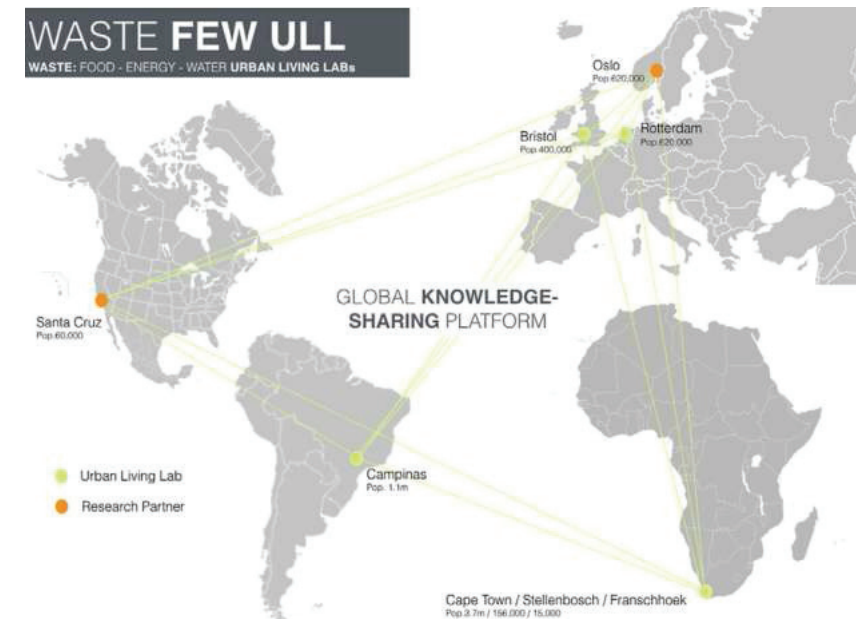 WASTE FEW ULL
WASTE: FOOD - ENERGY - WATER URBAN LIVING LABs
Oslo
Pop.620,000
Bristol
Pop.400,000
Rotterdam
Pop.620,000
GLOBAL KNOWLEDGE-
SHARING PLATFORM
Santa Cruz
Pop.60,000
Campinas
Pop. 1.1m
Urban Living Lab
Research Partner
Cape Town / Stellenbosch / Franschhoek
Pop.3.7m / 156,000 / 15,000